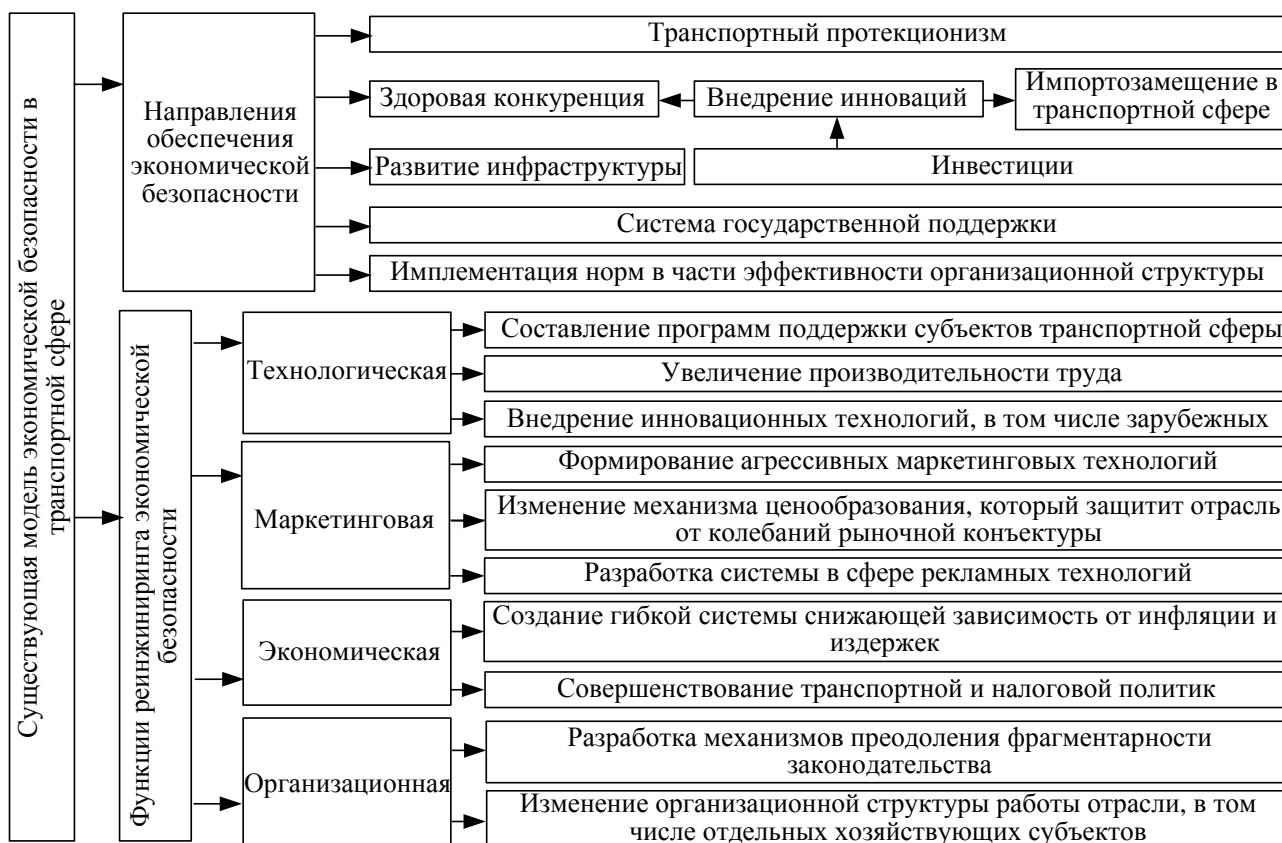 Существующая модель экономической безопасности в
транспортной сфере
Направления
обеспечения
экономической
безопасности
Транспортный протекционизм
Здоровая конкуренция
Внедрение инноваций
Импортозамещение в
транспортной сфере
Развитие инфраструктуры
Инвестиции
Система государственной поддержки
Имплементация норм в части эффективности организационной структуры
Функции реинжиниринга экономической
безопасности
Технологическая
Составление программ поддержки субъектов транспортной сферы
Увеличение производительности труда
Внедрение инновационных технологий, в том числе зарубежных
Маркетинговая
Формирование агрессивных маркетинговых технологий
Изменение механизма ценообразования, который защитит отрасль
от колебаний рыночной конъектуры
Разработка системы в сфере рекламных технологий
Экономическая
Создание гибкой системы снижающей зависимость от инфляции и
издержек
Совершенствование транспортной и налоговой политик
Организационная
Разработка механизмов преодоления фрагментарности
законодательства
Изменение организационной структуры работы отрасли, в том
числе отдельных хозяйствующих субъектов